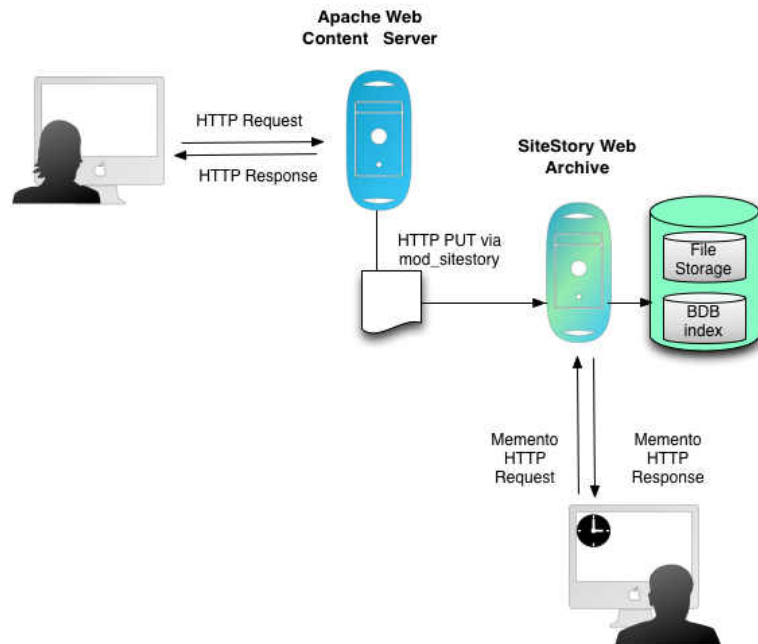 Apache Web
Content Server
HTTP Request
HTTP Response
SiteStory Web
Archive
HTTP PUT via
mod_sitestory
File
Storage
BDB
index
Memento
HTTP
Request
Memento
HTTP
Response